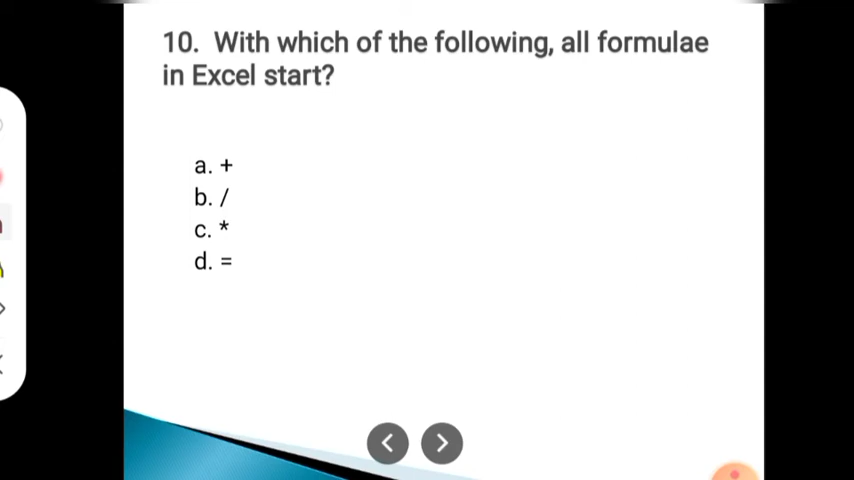 10. With which of the following, all formulae
in Excel start?
a. +
b. /
c. *
d. =